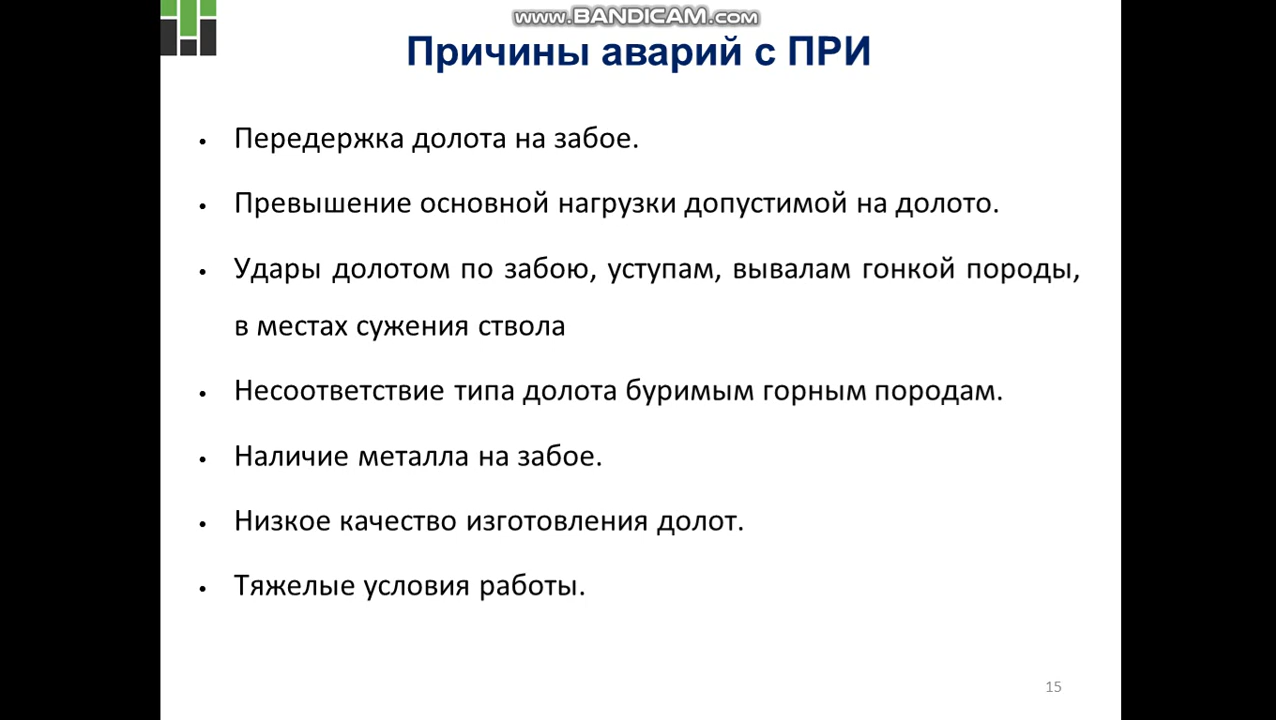 www.BANDICAM.com
Причины аварий с ПРИ
• Передержка долота на забое.
• Превышение основной нагрузки допустимой на долото.
• Удары долотом по забою, уступам, вывалам гонкой породы,
в местах сужения ствола
• Несоответствие типа долота буримым горным породам.
• Наличие металла на забое.
• Низкое качество изготовления долот.
• Тяжелые условия работы.
15